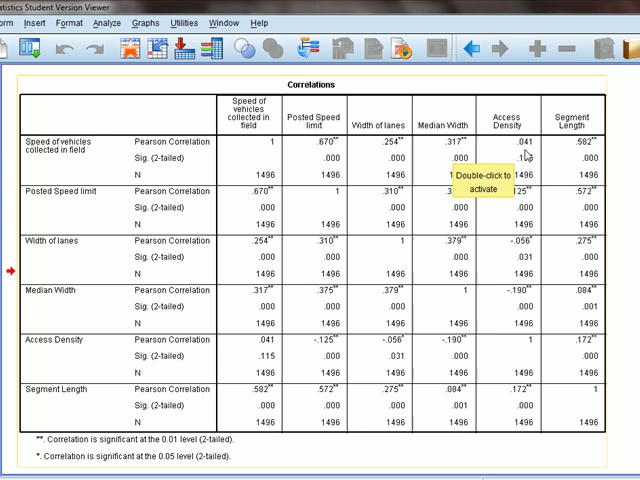 atistics Student Version Viewer
orm Insert Format Analyze Graphs Utilities Window Help
Correlations
Speed of vehicles collected in field Posted Speed limit Width of lanes Median Width Access Density Segment Length
Speed of vehicles collected in field Pearson Correlation 1 .670** .254** .317** .041 .582**
Sig. (2-tailed) .000 .000 .000 .000
N 1496 1496 1496 1496 1496
Double-click to activate
Posted Speed limit Pearson Correlation .670** 1 .310** .572**
Sig. (2-tailed) .000 .000 .000 .000 .000
N 1496 1496 1496 1496 1496 1496
Width of lanes Pearson Correlation .254** .310** 1 .379** -.056* .275**
Sig. (2-tailed) .000 .000 .000 .031 .000
N 1496 1496 1496 1496 1496 1496
Median Width Pearson Correlation .317** .375** .379** 1 -.190** .084**
Sig. (2-tailed) .000 .000 .000 .000 .001
N 1496 1496 1496 1496 1496 1496
Access Density Pearson Correlation .041 -.125** -.056* -.190** 1 .172**
Sig. (2-tailed) .115 .000 .031 .000 .000
N 1496 1496 1496 1496 1496 1496
Segment Length Pearson Correlation .582** .572** .275** .084** .172** 1
Sig. (2-tailed) .000 .000 .000 .001 .000
N 1496 1496 1496 1496 1496 1496
**. Correlation is significant at the 0.01 level (2-tailed).
*. Correlation is significant at the 0.05 level (2-tailed).